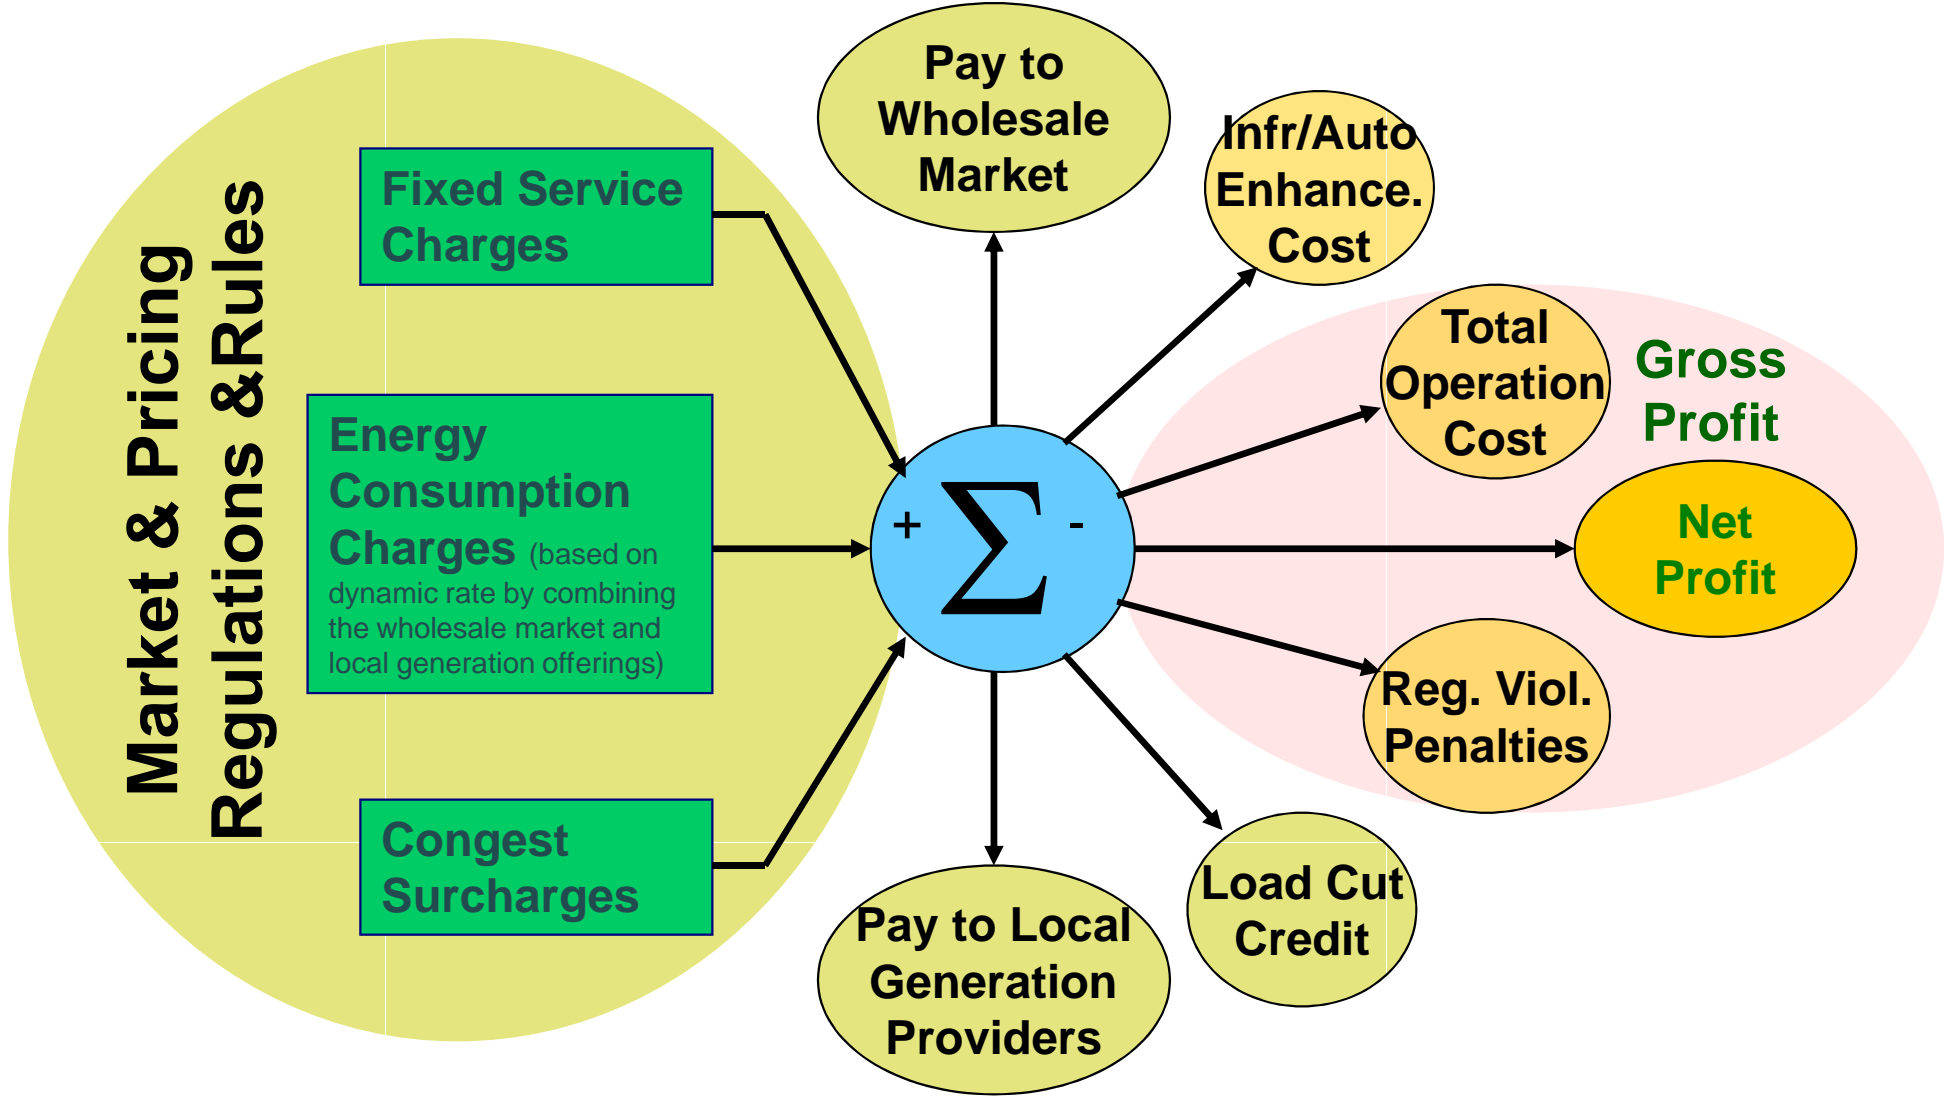 Market & Pricing
Regulations &Rules
Fixed Service
Charges
Energy
Consumption
Charges (based on
dynamic rate by combining
the wholesale market and
local generation offerings)
Congest
Surcharges
+ Σ -
Pay to
Wholesale
Market
Infr/Auto
Enhance.
Cost
Total
Operation
Cost
Gross
Profit
Net
Profit
Reg. Viol.
Penalties
Load Cut
Credit
Pay to Local
Generation
Providers